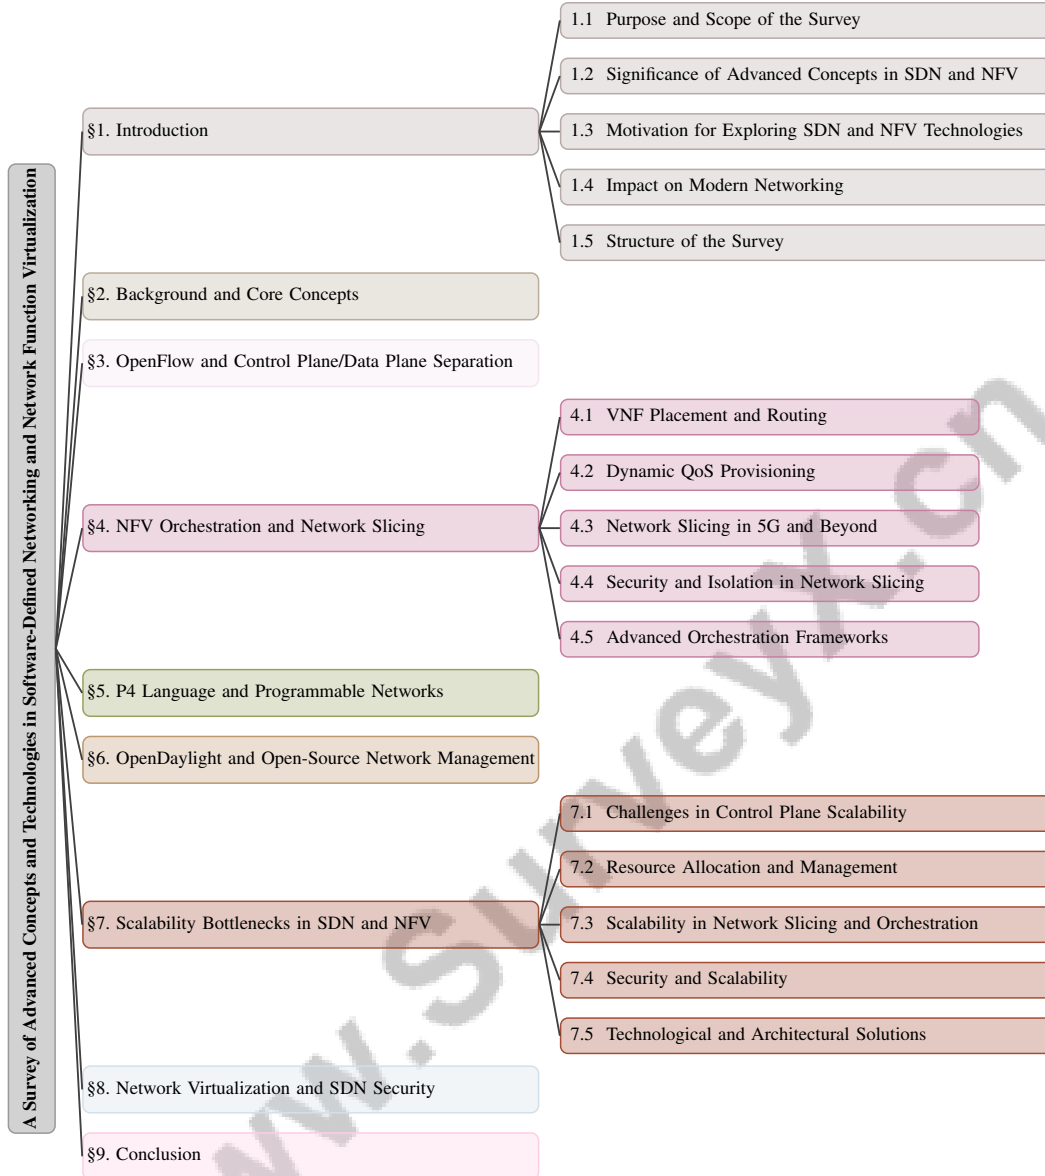 A Survey of Advanced Concepts and Technologies in Software-Defined Networking and Network Function Virtualization
§1. Introduction
1.1 Purpose and Scope of the Survey
1.2 Significance of Advanced Concepts in SDN and NFV
1.3 Motivation for Exploring SDN and NFV Technologies
1.4 Impact on Modern Networking
1.5 Structure of the Survey
§2. Background and Core Concepts
§3. OpenFlow and Control Plane/Data Plane Separation
§4. NFV Orchestration and Network Slicing
4.1 VNF Placement and Routing
4.2 Dynamic QoS Provisioning
4.3 Network Slicing in 5G and Beyond
4.4 Security and Isolation in Network Slicing
4.5 Advanced Orchestration Frameworks
§5. P4 Language and Programmable Networks
§6. OpenDaylight and Open-Source Network Management
§7. Scalability Bottlenecks in SDN and NFV
7.1 Challenges in Control Plane Scalability
7.2 Resource Allocation and Management
7.3 Scalability in Network Slicing and Orchestration
7.4 Security and Scalability
7.5 Technological and Architectural Solutions
§8. Network Virtualization and SDN Security
§9. Conclusion
www.SurveyX.cn